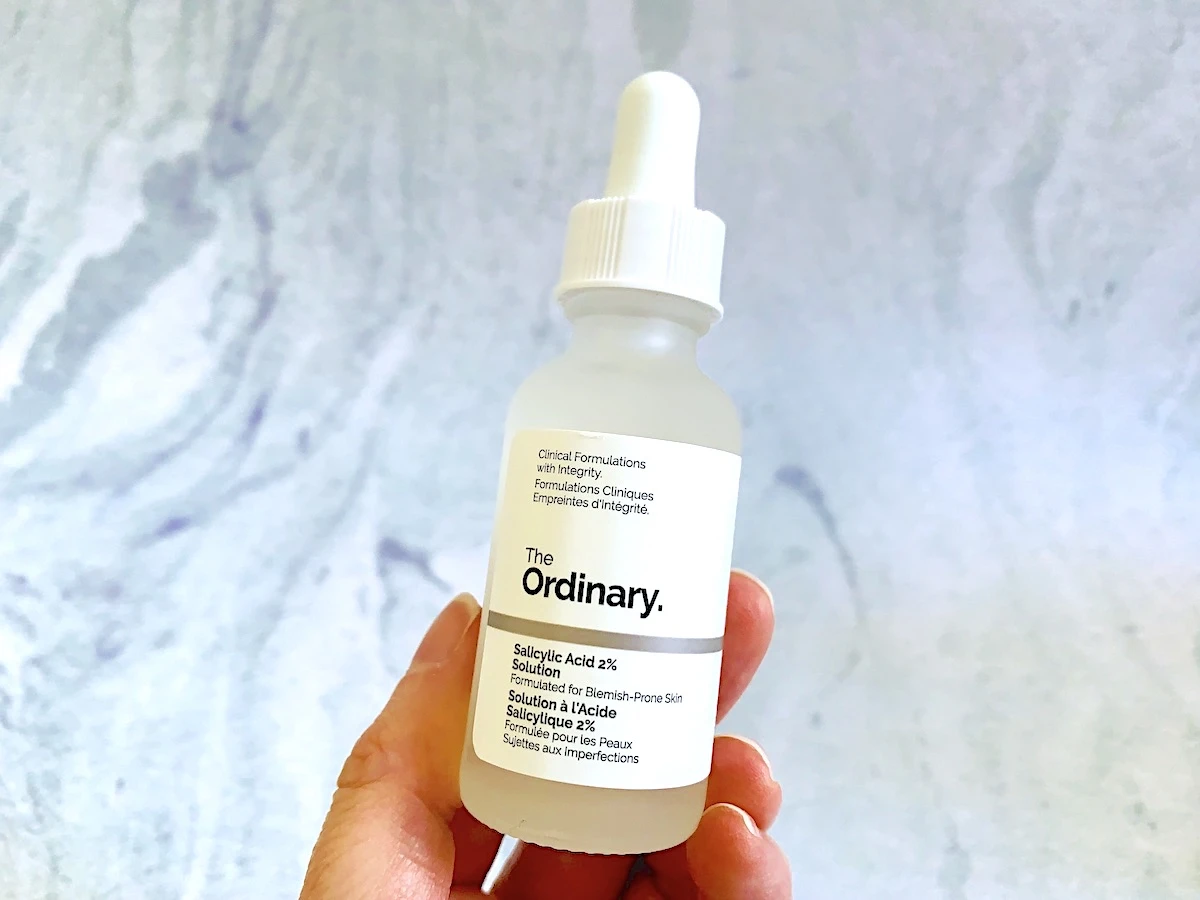 Clinical Formulations
with Integrity.
Formulations Cliniques
Empreintes d'Intégrité.
The
Ordinary.
Salicylic Acid 2%
Solution
Formulated for Blemish-Prone Skin
Solution à l'Acide
Salicylique 2%
Formulée pour les Peaux
Sujettes aux Imperfections